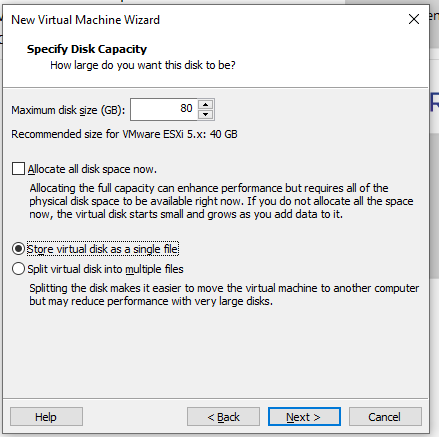 New Virtual Machine Wizard
Specify Disk Capacity
How large do you want this disk to be?
Maximum disk size (GB): 80
Recommended size for VMware ESXi 5.x: 40 GB
Allocate all disk space now.
Allocating the full capacity can enhance performance but requires all of the
physical disk space to be available right now. If you do not allocate all the space
now, the virtual disk starts small and grows as you add data to it.
Store virtual disk as a single file
Split virtual disk into multiple files
Splitting the disk makes it easier to move the virtual machine to another computer
but may reduce performance with very large disks.
Help < Back Next > Cancel